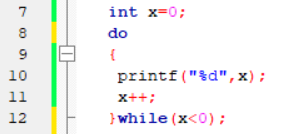 7 int x=0;
8 do
9 {
10 printf("%d",x);
11 x++;
12 }while(x<0);